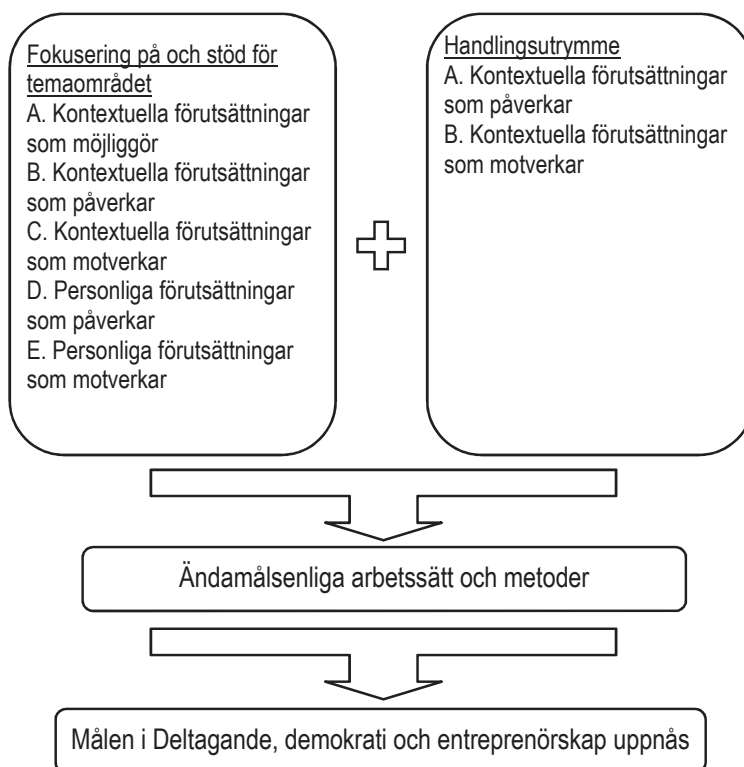 Fokusering på och stöd för
temaområdet
A. Kontextuella förutsättningar
som möjliggör
B. Kontextuella förutsättningar
som påverkar
C. Kontextuella förutsättningar
som motverkar
D. Personliga förutsättningar
som påverkar
E. Personliga förutsättningar
som motverkar
Handlingsutrymme
A. Kontextuella förutsättningar
som påverkar
B. Kontextuella förutsättningar
som motverkar
Ändamålsenliga arbetssätt och metoder
Målen i Deltagande, demokrati och entreprenörskap uppnås